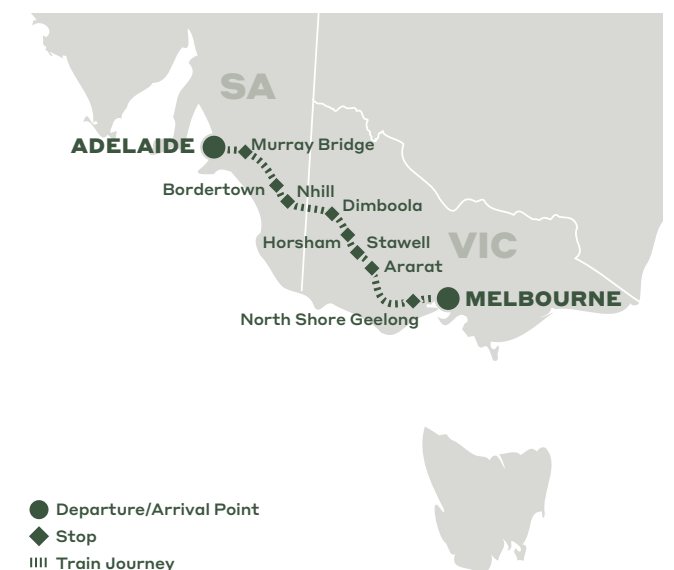 SA
ADELAIDE
Murray Bridge
Bordertown
Nhill
Dimboola
Horsham
Stawell
VIC
Ararat
MELBOURNE
North Shore Geelong
Departure/Arrival Point
Stop
Train Journey